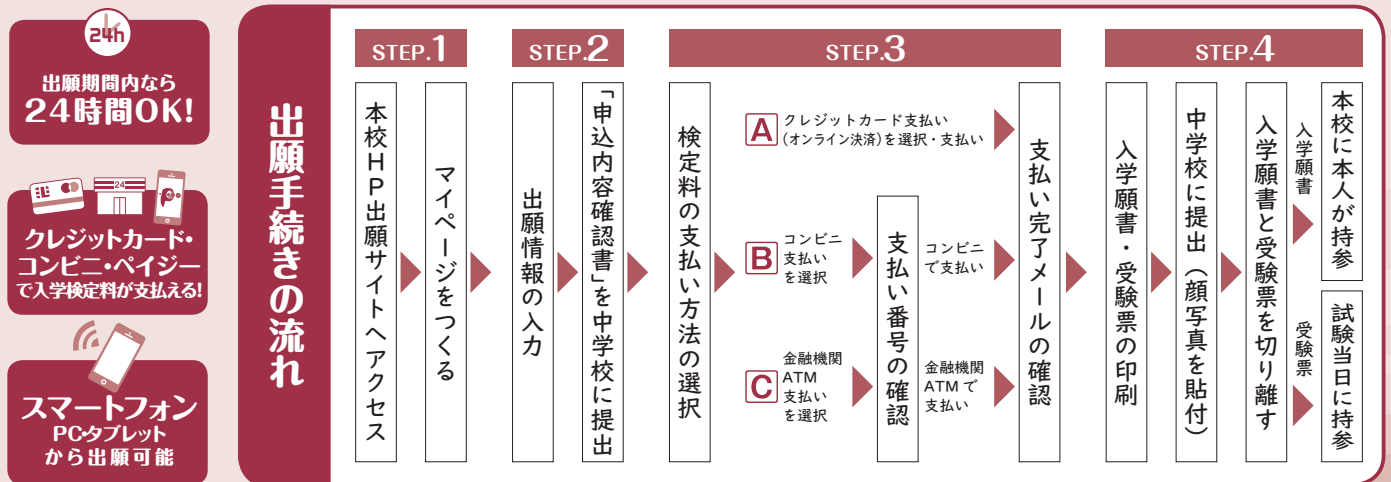 24h
出願期間内なら
24時間OK!
24
クレジットカード・
コンビニ・ペイジー
で入学検定料が支払える!
スマートフォン
PC・タブレット
から出願可能
出願手続きの流れ
STEP.1
本校HP出願サイトへアクセス
マイページをつくる
STEP.2
出願情報の入力
「申込内容確認書」を中学校に提出
STEP.3
検定料の支払い方法の選択
A
クレジットカード支払い
(オンライン決済)を選択・支払い
B
コンビニ
支払い
を選択
C
金融機関
ATM
支払い
を選択
支払い番号の確認
コンビニ
で支払い
金融機関
ATMで
支払い
支払い完了メールの確認
STEP.4
入学願書・受験票の印刷
中学校に提出(顔写真を貼付)
入学願書と受験票を切り離す
入学願書
本校に本人が持参
受験票
試験当日に持参